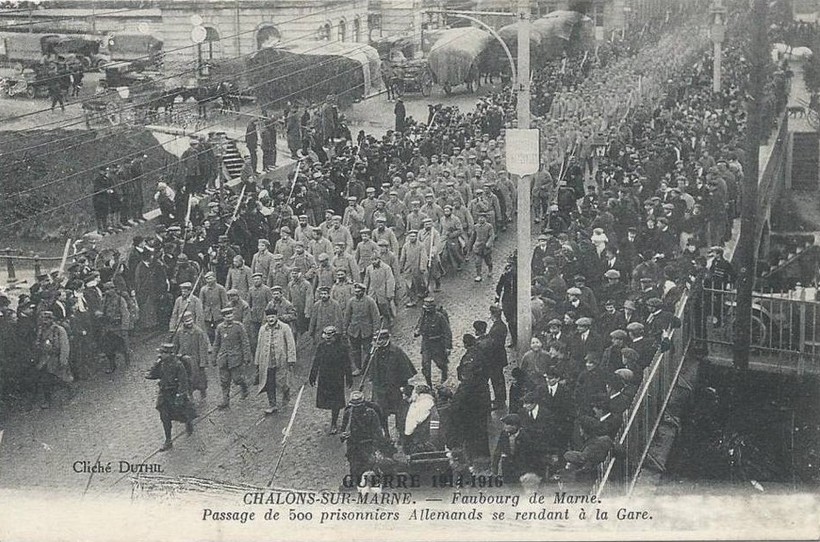 Cliché DUTHIL
GUERRE 1914-1916
CHALONS-SUR-MARNE. — Faubourg de Marne.
Passage de 500 prisonniers Allemands se rendant à la Gare.